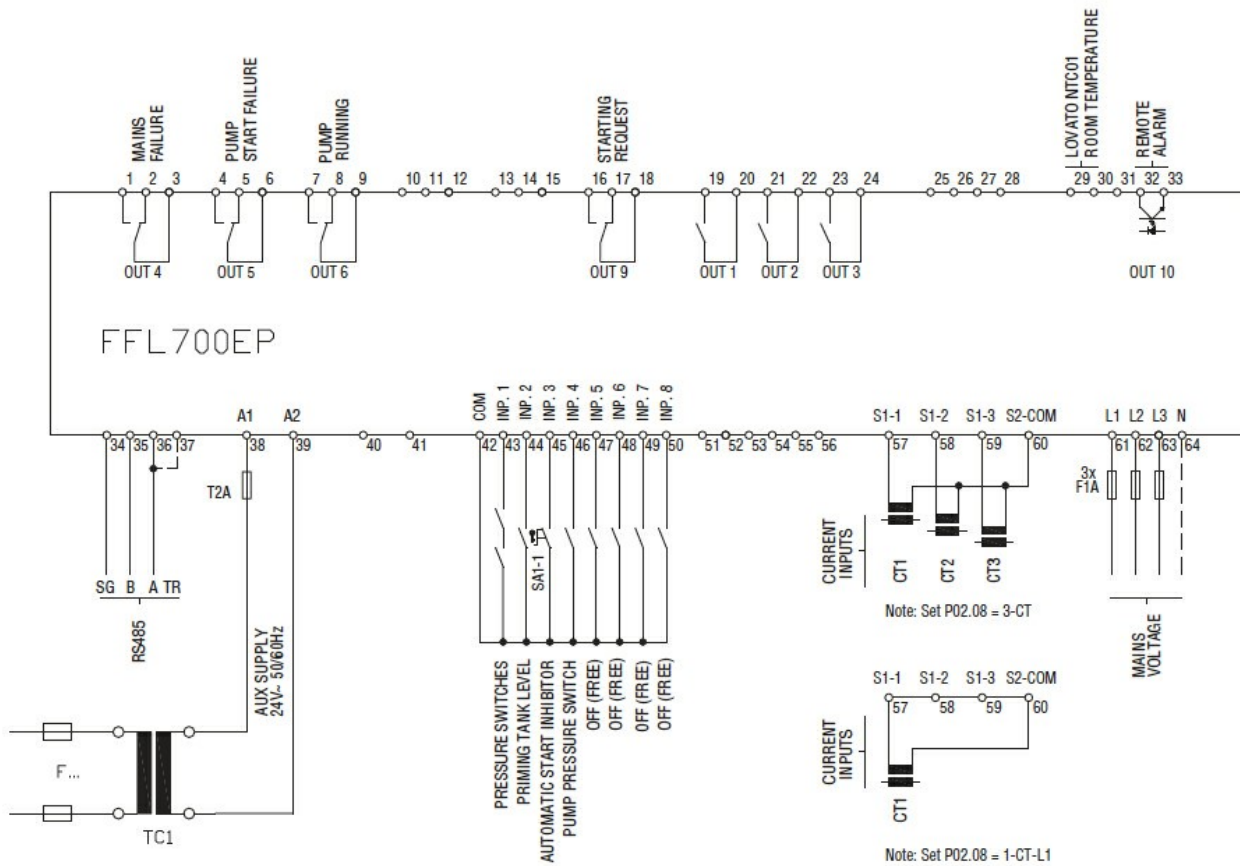 MAINS
FAILURE
PUMP
START FAILURE
PUMP
RUNNING
STARTING
REQUEST
LOVATO NTC01
ROOM TEMPERATURE
REMOTE
ALARM
1 2 3 4 5 6 7 8 9 10 11 12 13 14 15 16 17 18 19 20 21 22 23 24 25 26 27 28 29 30 31 32 33
OUT 4 OUT 5 OUT 6 OUT 9 OUT 1 OUT 2 OUT 3 OUT 10
FFL700EP
A1 A2 COM INP. 1 INP. 2 INP. 3 INP. 4 INP. 5 INP. 6 INP. 7 INP. 8 S1-1 S1-2 S1-3 S2-COM L1 L2 L3 N
34 35 36 37 38 39 40 41 42 43 44 45 46 47 48 49 50 51 52 53 54 55 56 57 58 59 60 61 62 63 64
T2A
3x
F1A
SA1-1
CURRENT
INPUTS
CT1 CT2 CT3
Note: Set P02.08 = 3-CT
SG B A TR
RS485
AUX SUPPLY
24V~ 50/60Hz
MAINS
VOLTAGE
PRESSURE SWITCHES
PRIMING TANK LEVEL
AUTOMATIC START INHIBITOR
PUMP PRESSURE SWITCH
OFF (FREE)
OFF (FREE)
OFF (FREE)
OFF (FREE)
S1-1 S1-2 S1-3 S2-COM
57 58 59 60
CURRENT
INPUTS
CT1
F...
TC1
Note: Set P02.08 = 1-CT-L1